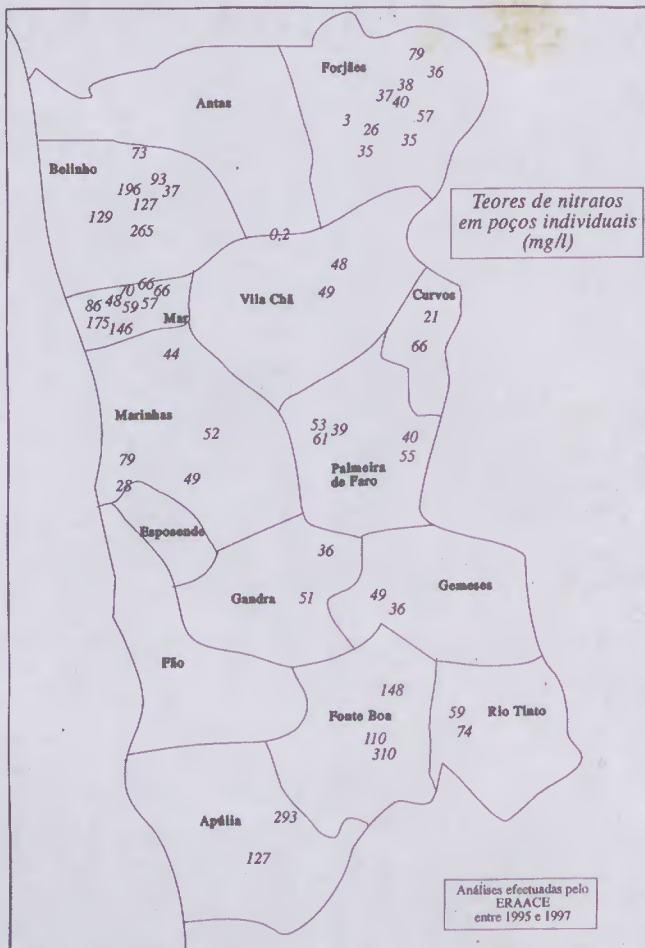 79
Forjães
36
38
37
40
Antas
57
3
26
35
35
73
Belinho
93
196
37
127
129
265
Teores de nitratos
em poços individuais
(mg/l)
0,2
48
49
Vila Chã
Curvos
21
66
66
70
66
86
48
59
57
175
146
Mar
44
Marinhas
52
79
28
49
53
39
61
40
55
Palmeira
de Faro
Esposende
36
Gandra
51
Gemeses
49
36
Fão
148
Fonte Boa
110
310
59
Rio Tinto
74
293
Apúlia
127
Análises efectuadas pelo
ERAACE
entre 1995 e 1997